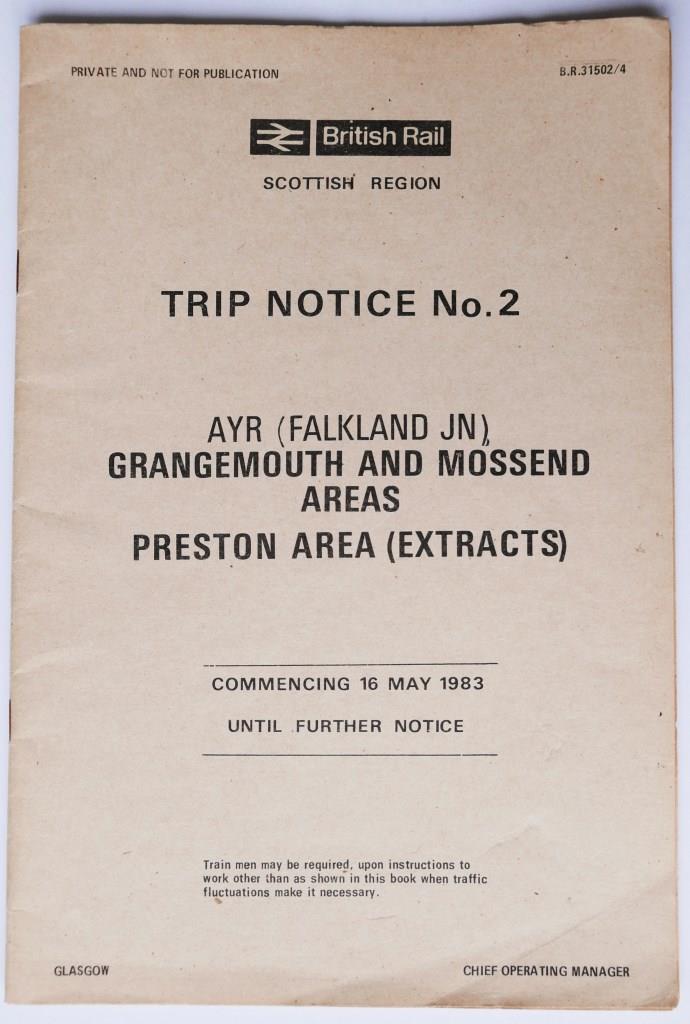 PRIVATE AND NOT FOR PUBLICATION
B.R.31502/4
British Rail
SCOTTISH REGION
TRIP NOTICE No. 2
AYR (FALKLAND JN),
GRANGEMOUTH AND MOSSEND
AREAS
PRESTON AREA (EXTRACTS)
COMMENCING 16 MAY 1983
UNTIL FURTHER NOTICE
Train men may be required, upon instructions to
work other than as shown in this book when traffic
fluctuations make it necessary.
GLASGOW
CHIEF OPERATING MANAGER